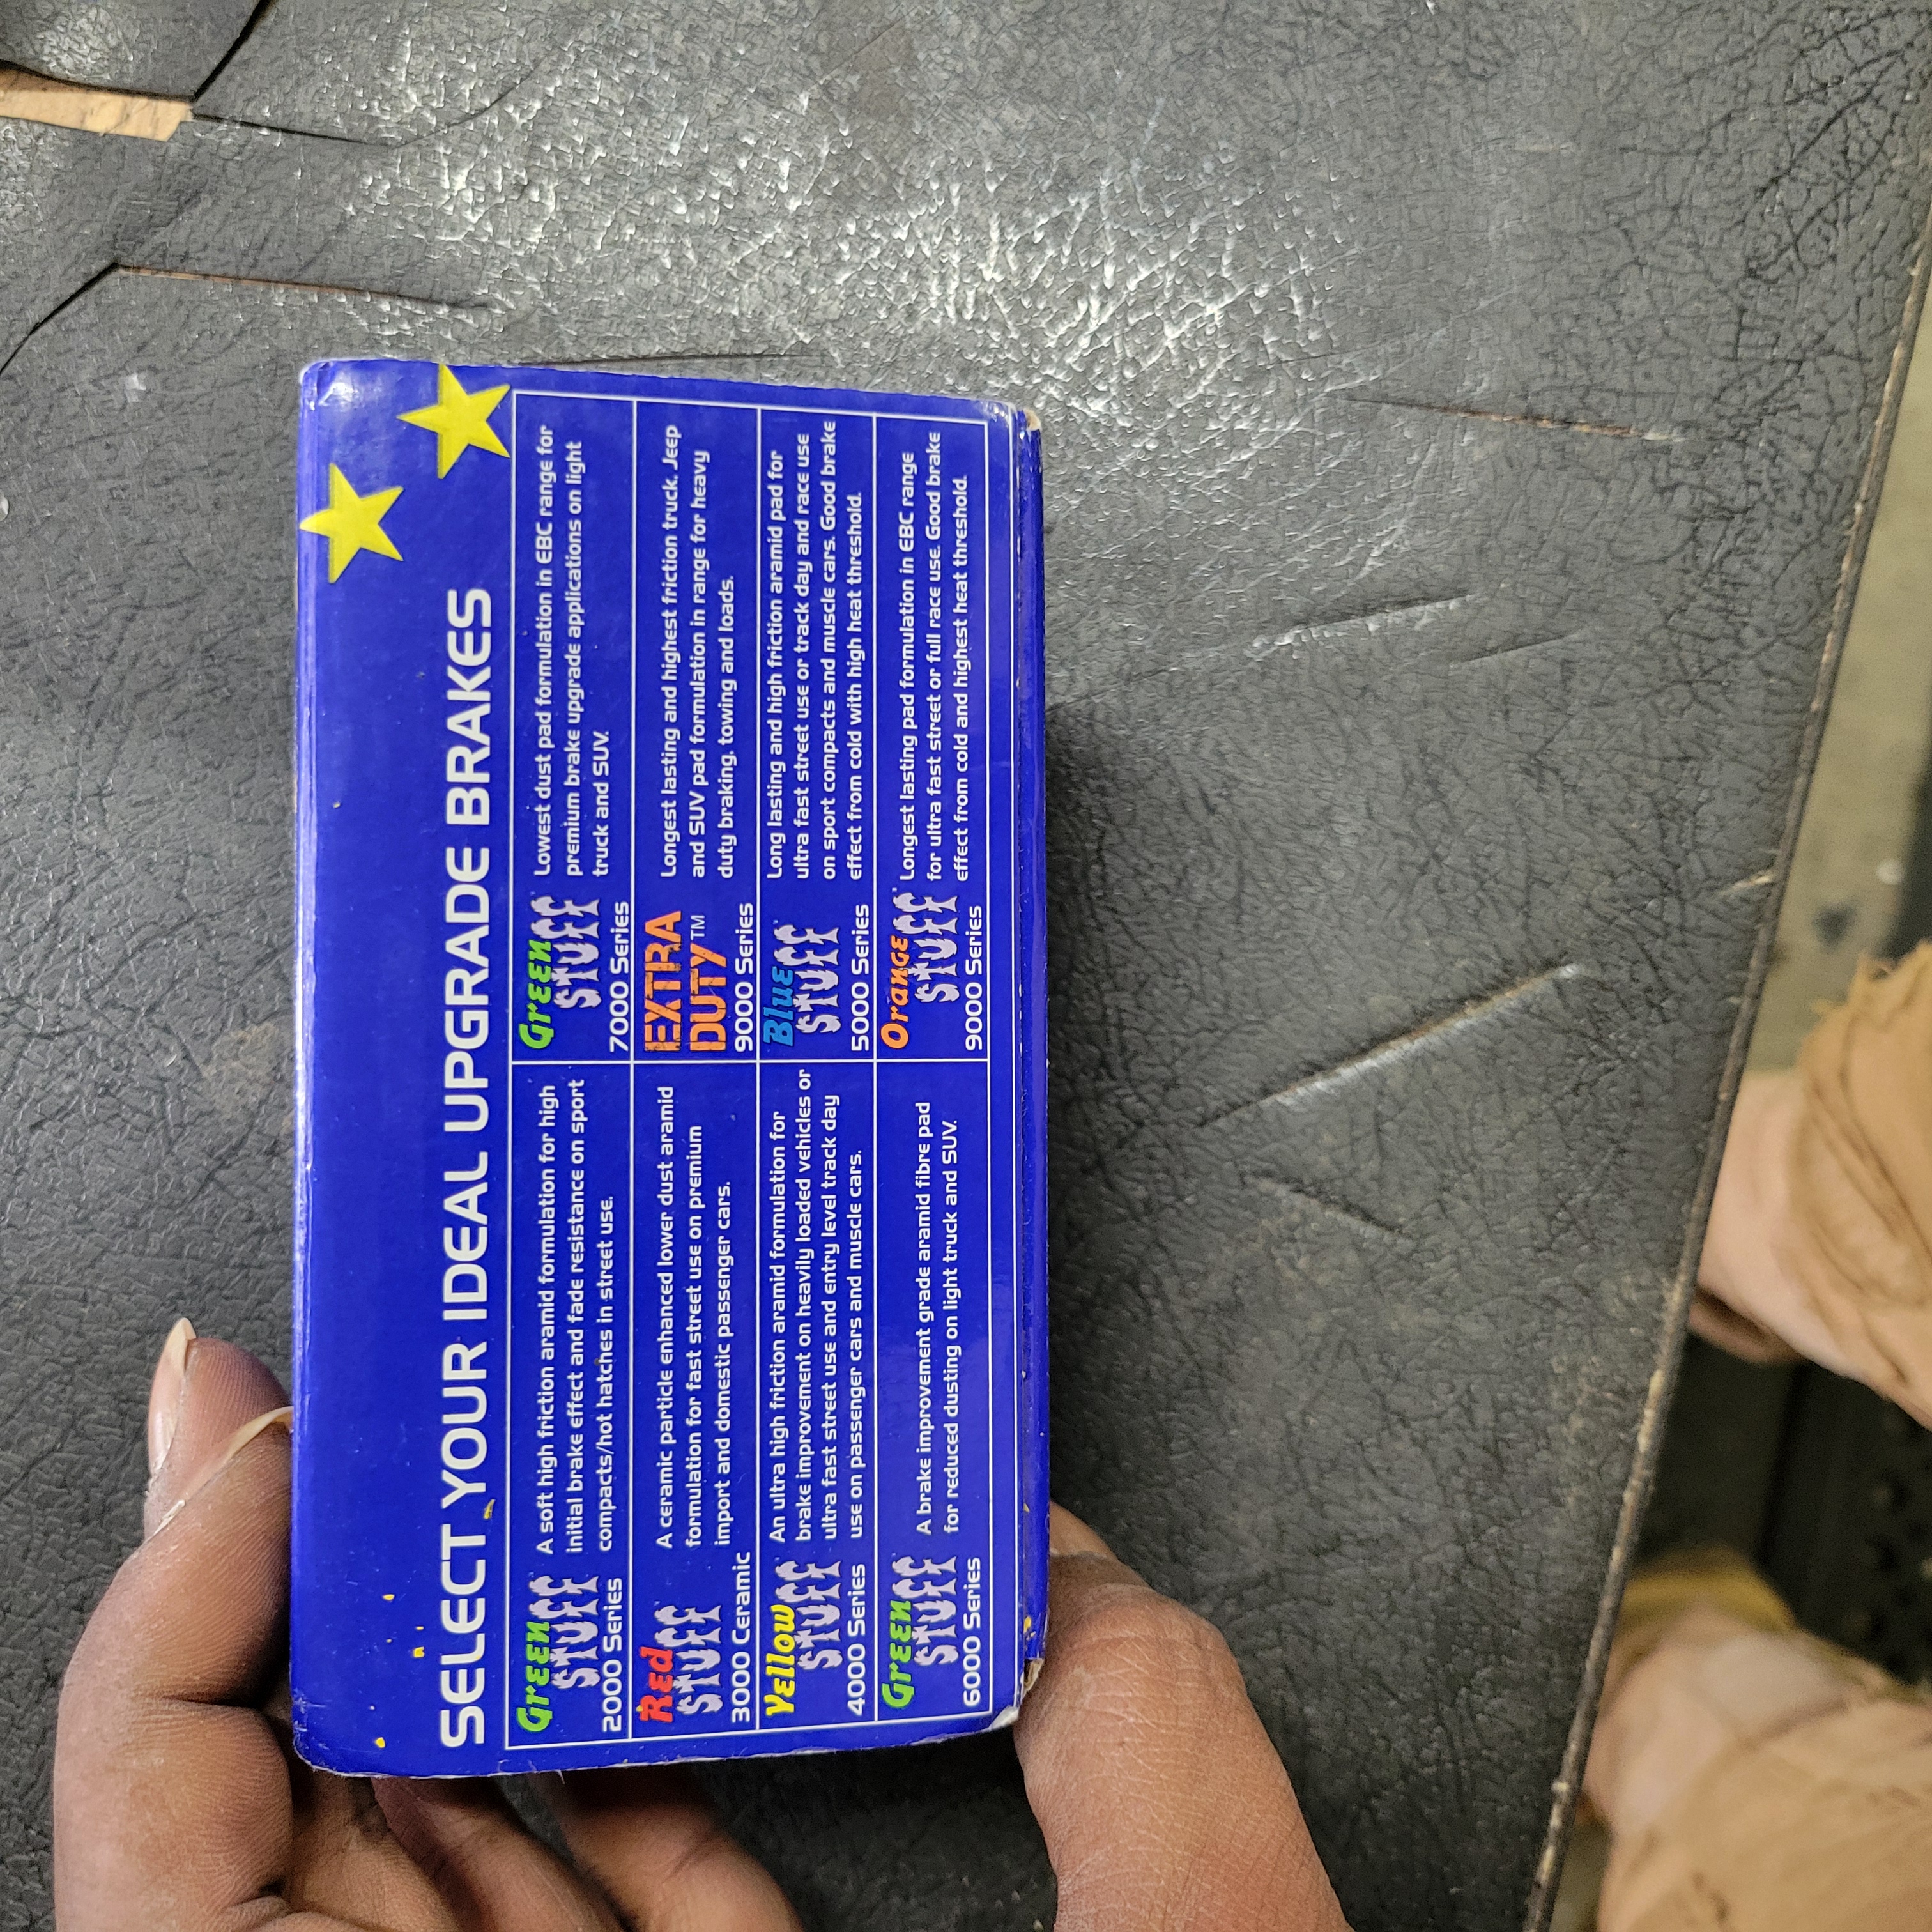 SELECT YOUR IDEAL UPGRADE BRAKES
Green
STUFF
2000 Series
A soft high friction aramid formulation for high
initial brake effect and fade resistance on sport
compacts/hot hatches in street use.
Green
STUFF
7000 Series
Lowest dust pad formulation in EBC range for
premium brake upgrade applications on light
truck and SUV.
Red
STUFF
3000 Ceramic
A ceramic particle enhanced lower dust aramid
formulation for fast street use on premium
import and domestic passenger cars.
EXTRA
DUTY™
9000 Series
Longest lasting and highest friction truck, Jeep
and SUV pad formulation in range for heavy
duty braking, towing and loads.
Yellow
STUFF
4000 Series
An ultra high friction aramid formulation for
brake improvement on heavily loaded vehicles or
ultra fast street use and entry level track day
use on passenger cars and muscle cars.
Blue
STUFF
5000 Series
Long lasting and high friction aramid pad for
ultra fast street use or track day and race use
on sport compacts and muscle cars. Good brake
effect from cold with high heat threshold.
Green
STUFF
6000 Series
A brake improvement grade aramid fibre pad
for reduced dusting on light truck and SUV.
Orange
STUFF
9000 Series
Longest lasting pad formulation in EBC range
for ultra fast street or full race use. Good brake
effect from cold and highest heat threshold.